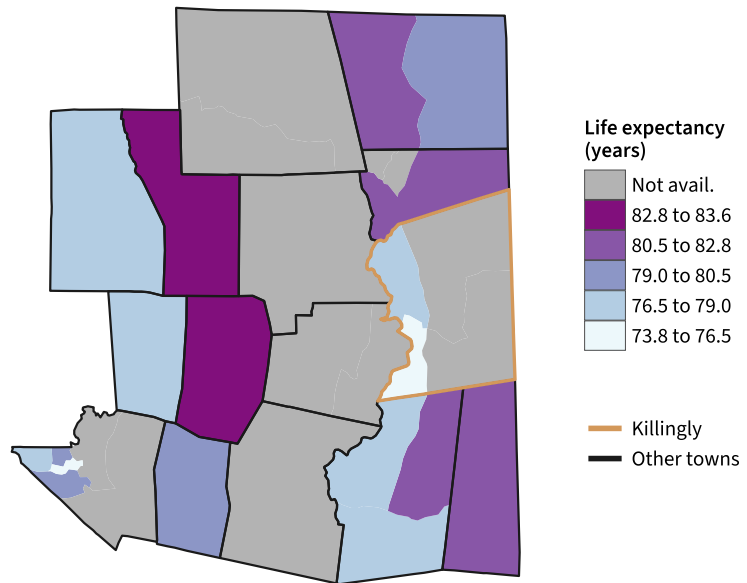 Life expectancy
(years)
Not avail.
82.8 to 83.6
80.5 to 82.8
79.0 to 80.5
76.5 to 79.0
73.8 to 76.5
Killingly
Other towns